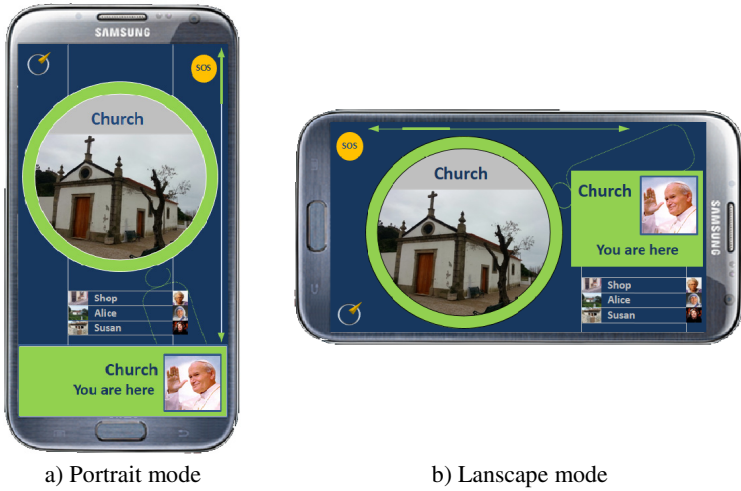 SAMSUNG
SOS
Church
Shop
Alice
Susan
Church
You are here
SOS
Church
Church
You are here
Shop
Alice
Susan
SAMSUNG
a) Portrait mode
b) Lanscape mode